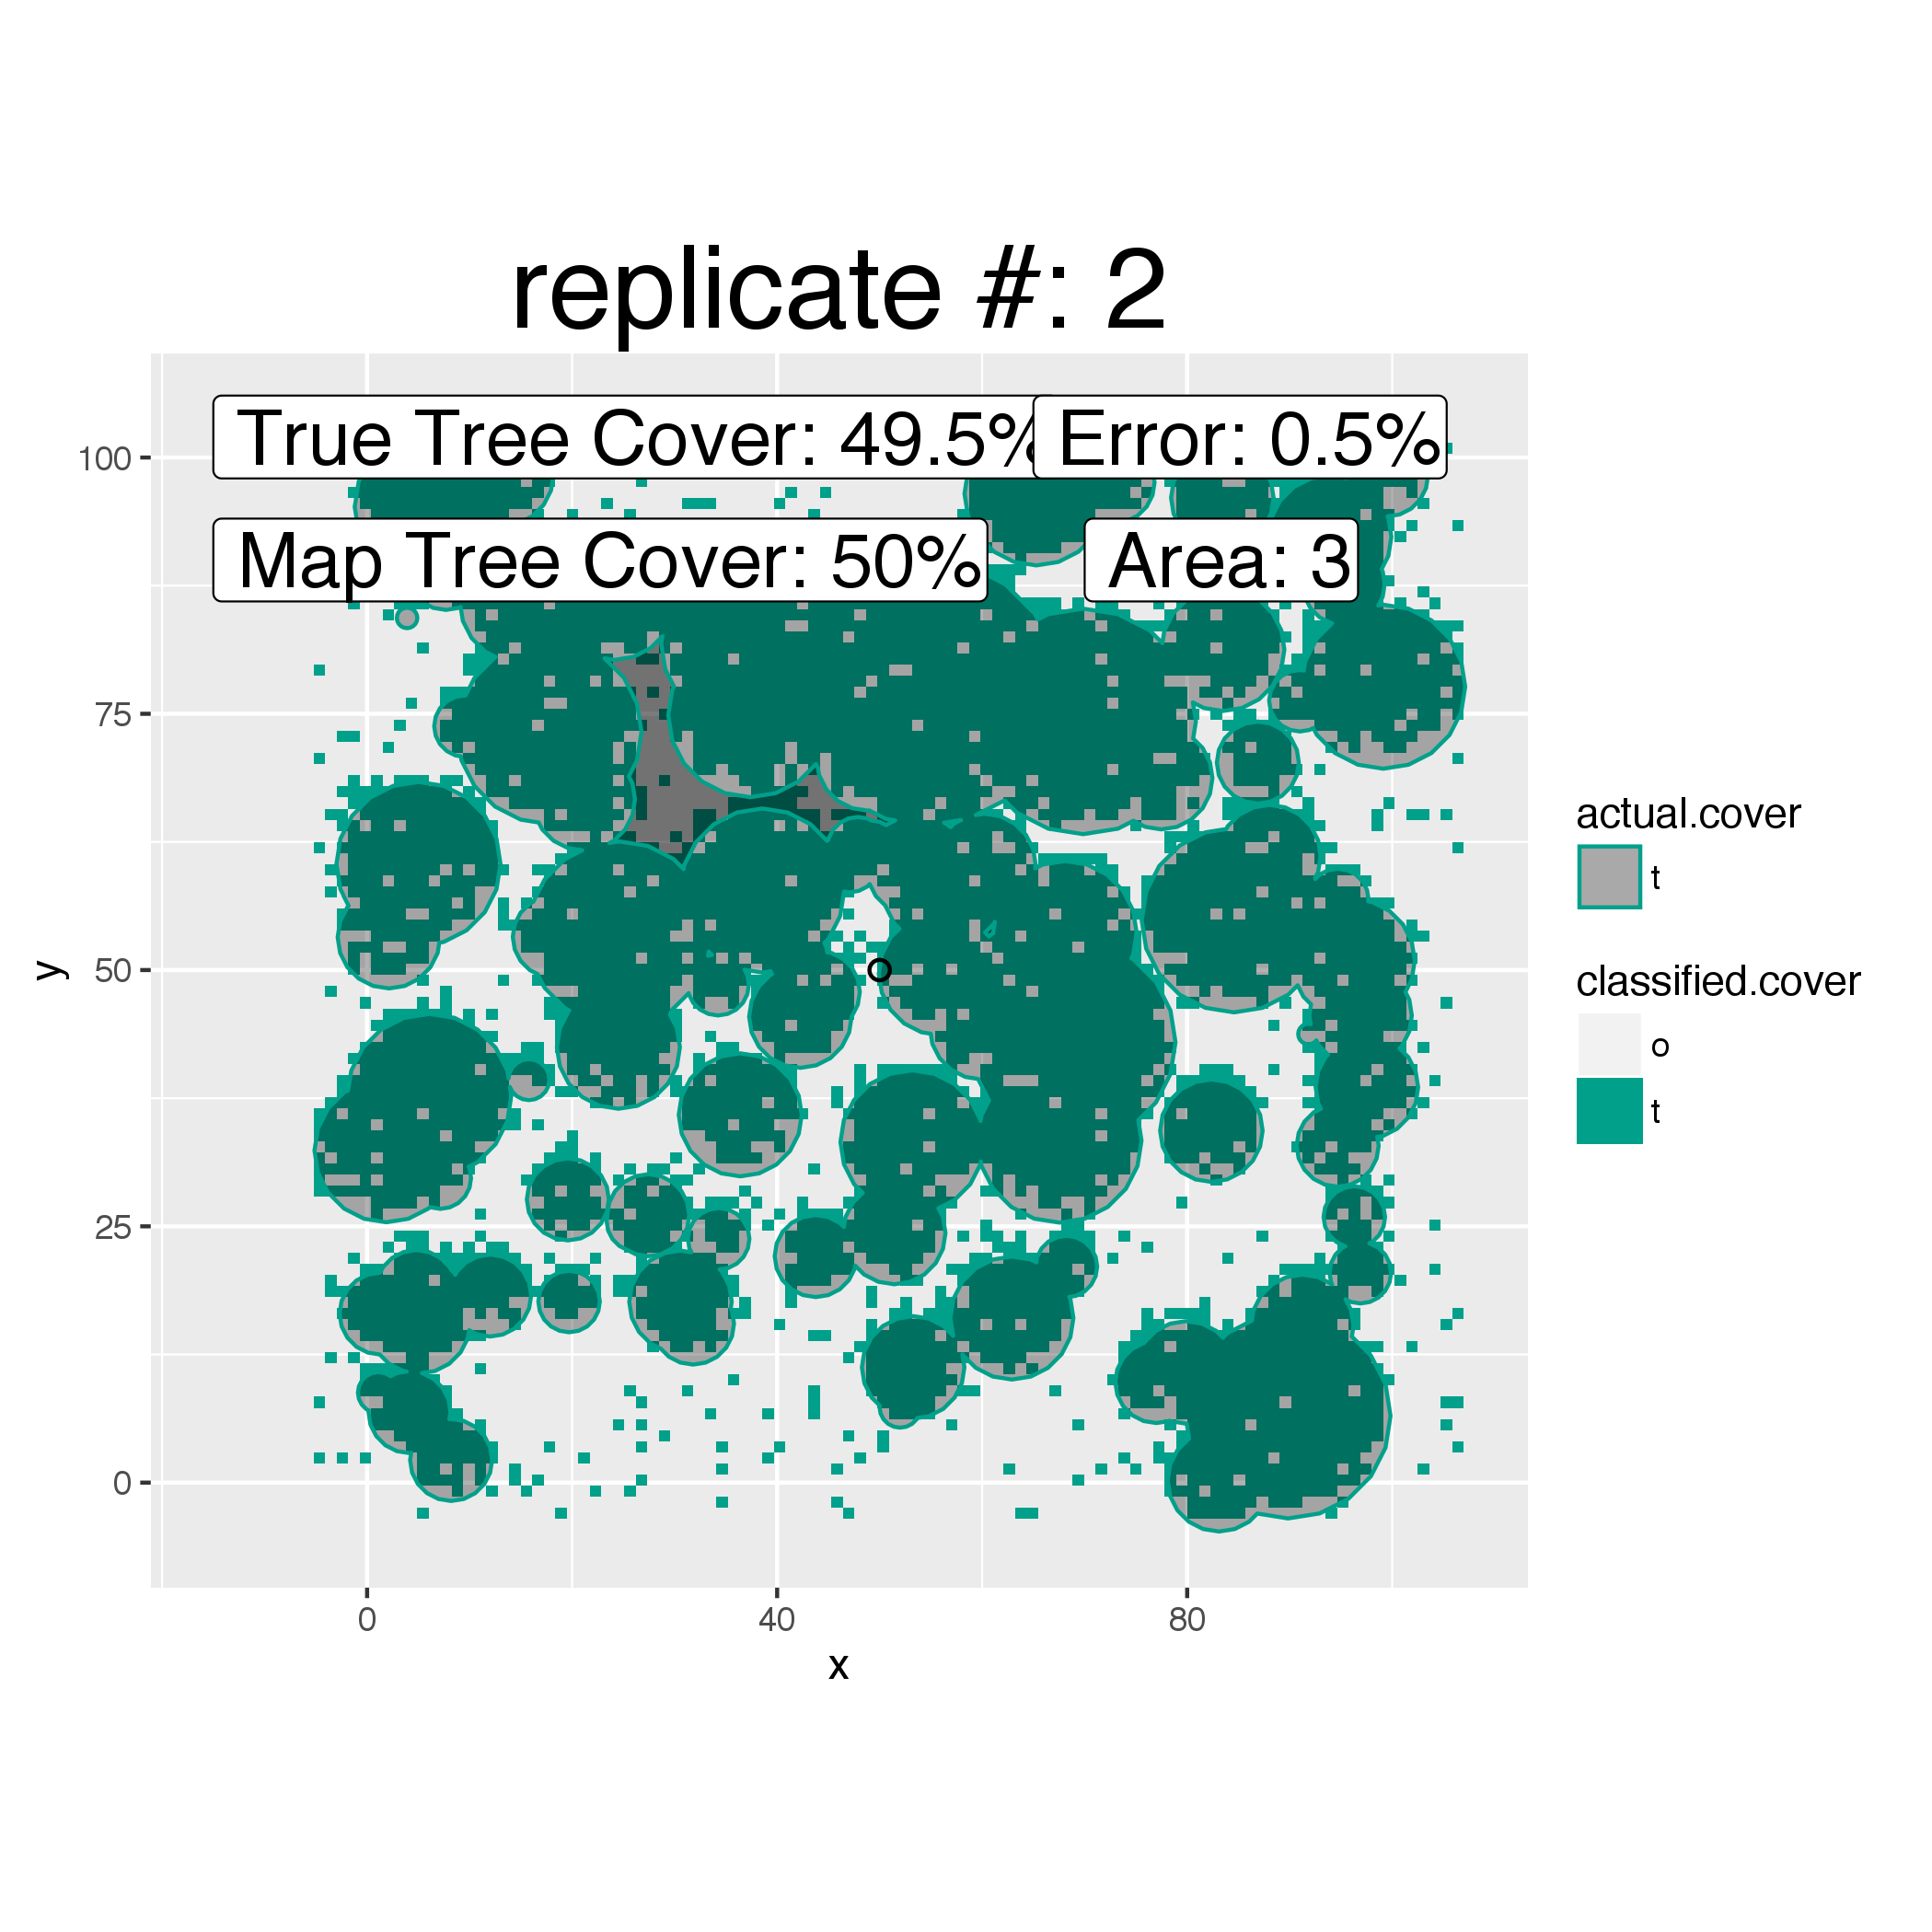 replicate #: 2
True Tree Cover: 49.5%
Error: 0.5%
Map Tree Cover: 50%
Area: 3
100
75
50
25
0
y
0
40
80
x
actual.cover
t
classified.cover
o
t